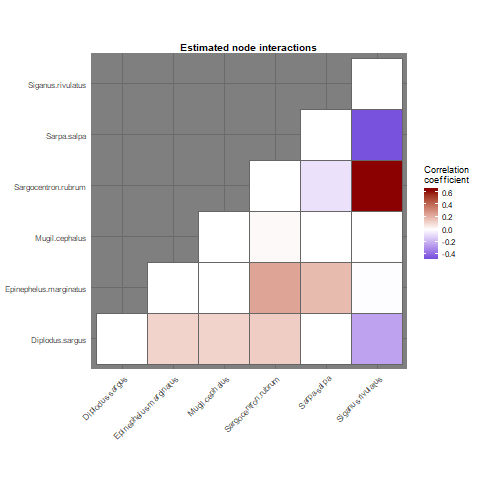 Estimated node interactions
Siganus.rivulatus
Sarpa.salpa
Sargocentron.rubrum
Mugil.cephalus
Epinephelus.marginatus
Diplodus.sargus
Diplodus.sargus
Epinephelus.marginatus
Mugil.cephalus
Sargocentron.rubrum
Sarpa.salpa
Siganus.rivulatus
Correlation
coefficient
0.6
0.4
0.2
0.0
-0.2
-0.4